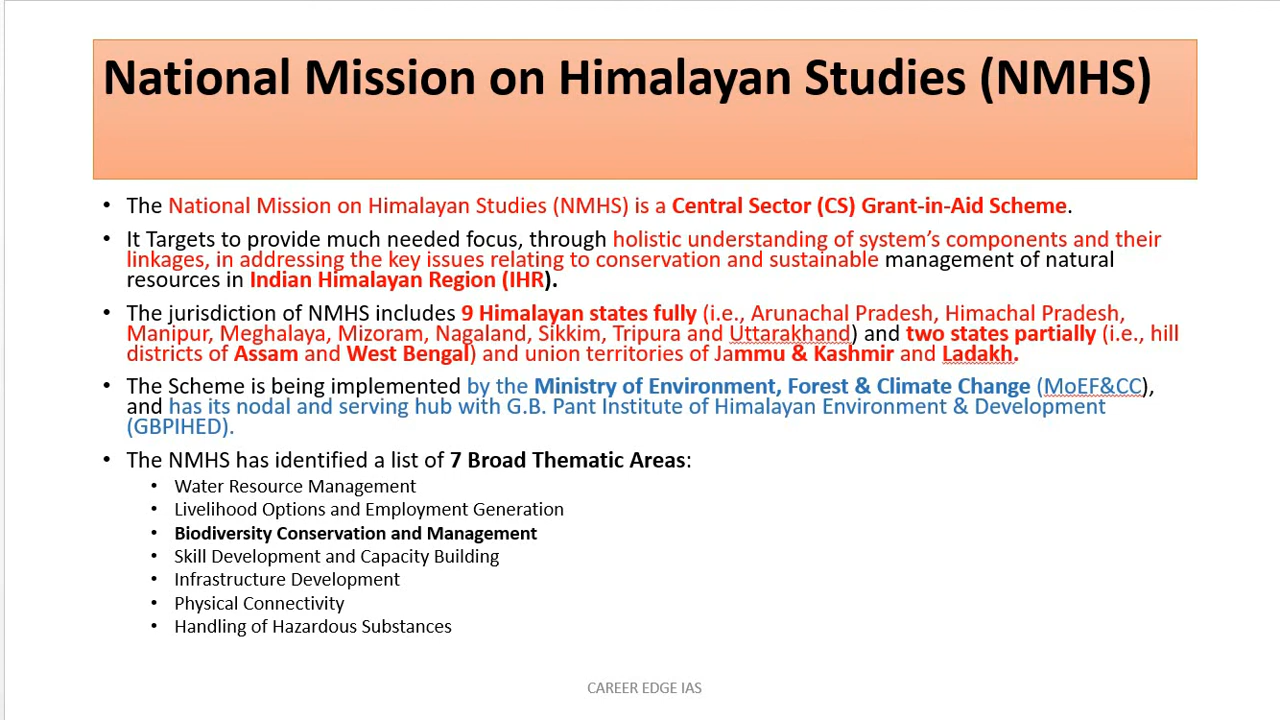 National Mission on Himalayan Studies (NMHS)
• The National Mission on Himalayan Studies (NMHS) is a Central Sector (CS) Grant-in-Aid Scheme.
• It Targets to provide much needed focus, through holistic understanding of system's components and their
linkages, in addressing the key issues relating to conservation and sustainable management of natural
resources in Indian Himalayan Region (IHR).
• The jurisdiction of NMHS includes 9 Himalayan states fully (i.e., Arunachal Pradesh, Himachal Pradesh,
Manipur, Meghalaya, Mizoram, Nagaland, Sikkim, Tripura and Uttarakhand) and two states partially (i.e., hill
districts of Assam and West Bengal) and union territories of Jammu & Kashmir and Ladakh.
• The Scheme is being implemented by the Ministry of Environment, Forest & Climate Change (MoEF&CC),
and has its nodal and serving hub with G.B. Pant Institute of Himalayan Environment & Development
(GBPIHED).
• The NMHS has identified a list of 7 Broad Thematic Areas:
• Water Resource Management
• Livelihood Options and Employment Generation
• Biodiversity Conservation and Management
• Skill Development and Capacity Building
• Infrastructure Development
• Physical Connectivity
• Handling of Hazardous Substances
CAREER EDGE IAS